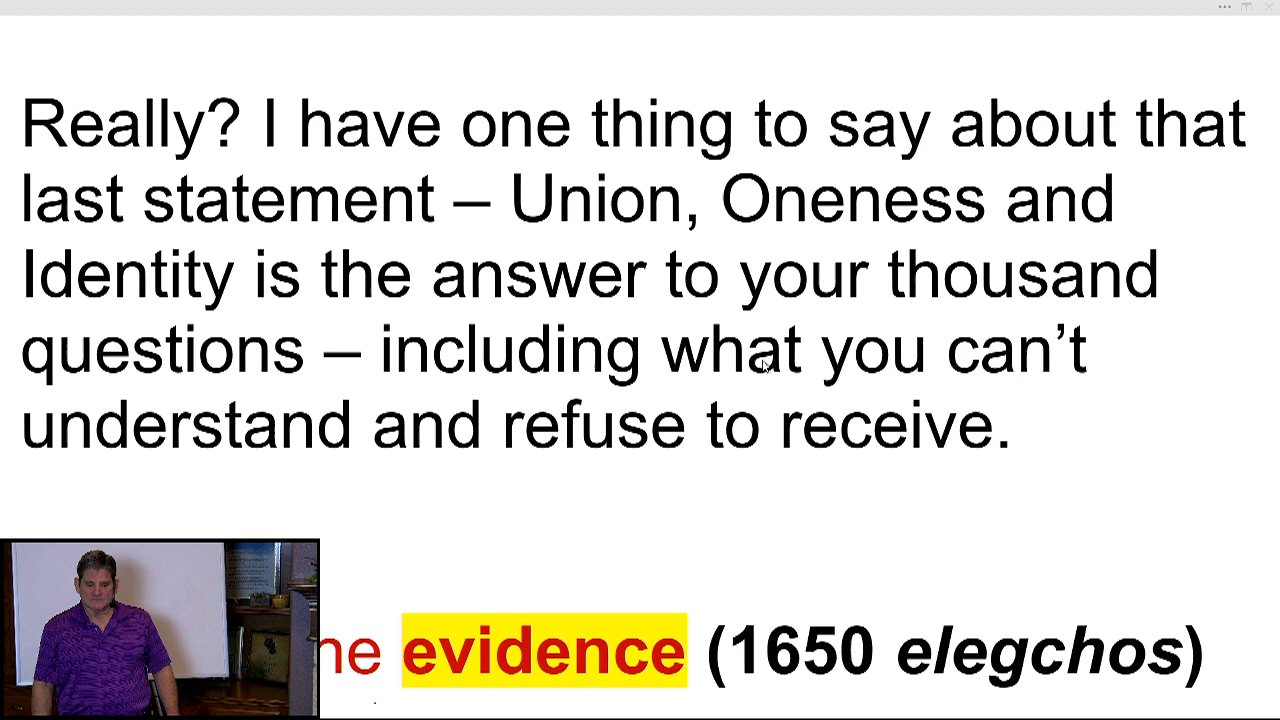 Really? I have one thing to say about that
last statement – Union, Oneness and
Identity is the answer to your thousand
questions – including what you can’t
understand and refuse to receive.
evidence (1650 elegchos)